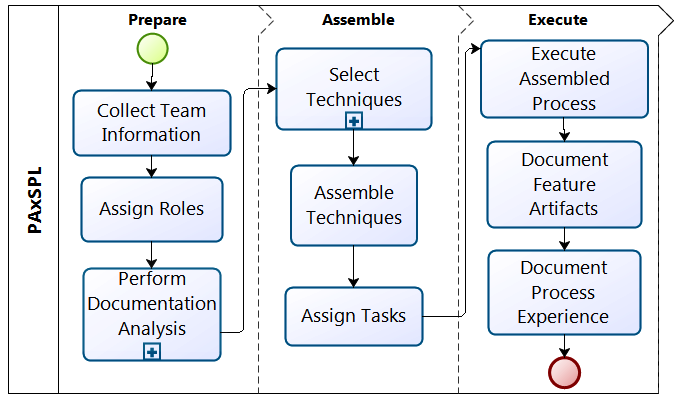 PAxSPL
Prepare
Collect Team
Information
Assign Roles
Perform
Documentation
Analysis
Assemble
Select
Techniques
Assemble
Techniques
Assign Tasks
Execute
Execute
Assembled
Process
Document
Feature
Artifacts
Document
Process
Experience